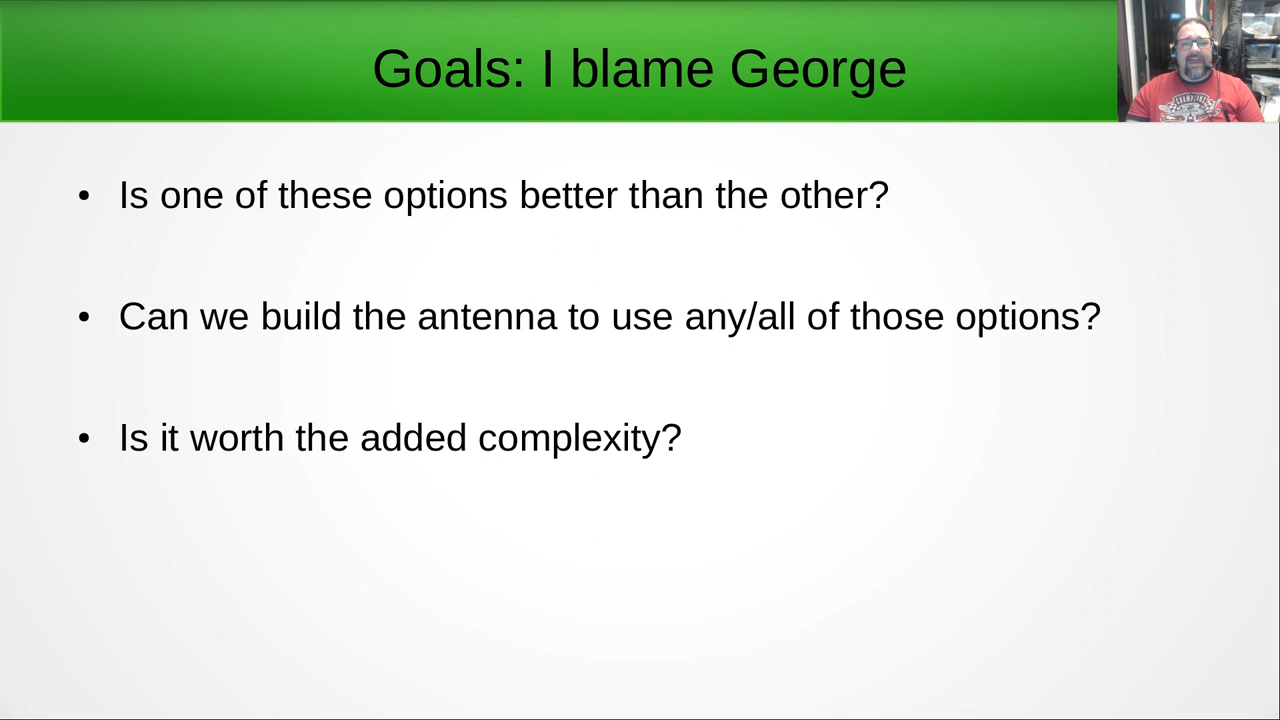 Goals: I blame George
• Is one of these options better than the other?
• Can we build the antenna to use any/all of those options?
• Is it worth the added complexity?